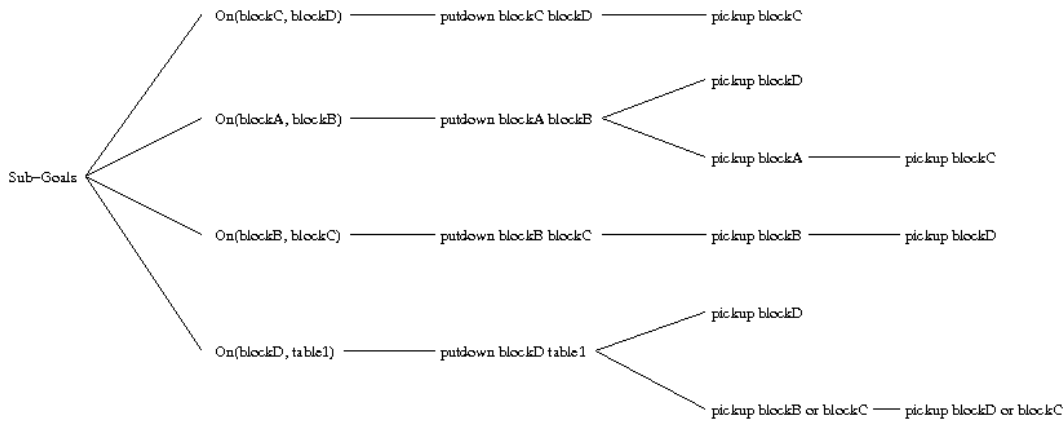 On(blockC, blockD) putdown blockC blockD pickup blockC
pickup blockD
On(blockA, blockB) putdown blockA blockB
pickup blockA pickup blockC
Sub-Goals
On(blockB, blockC) putdown blockB blockC pickup blockB pickup blockD
pickup blockD
On(blockD, table1) putdown blockD table1
pickup blockB or blockC pickup blockD or blockC